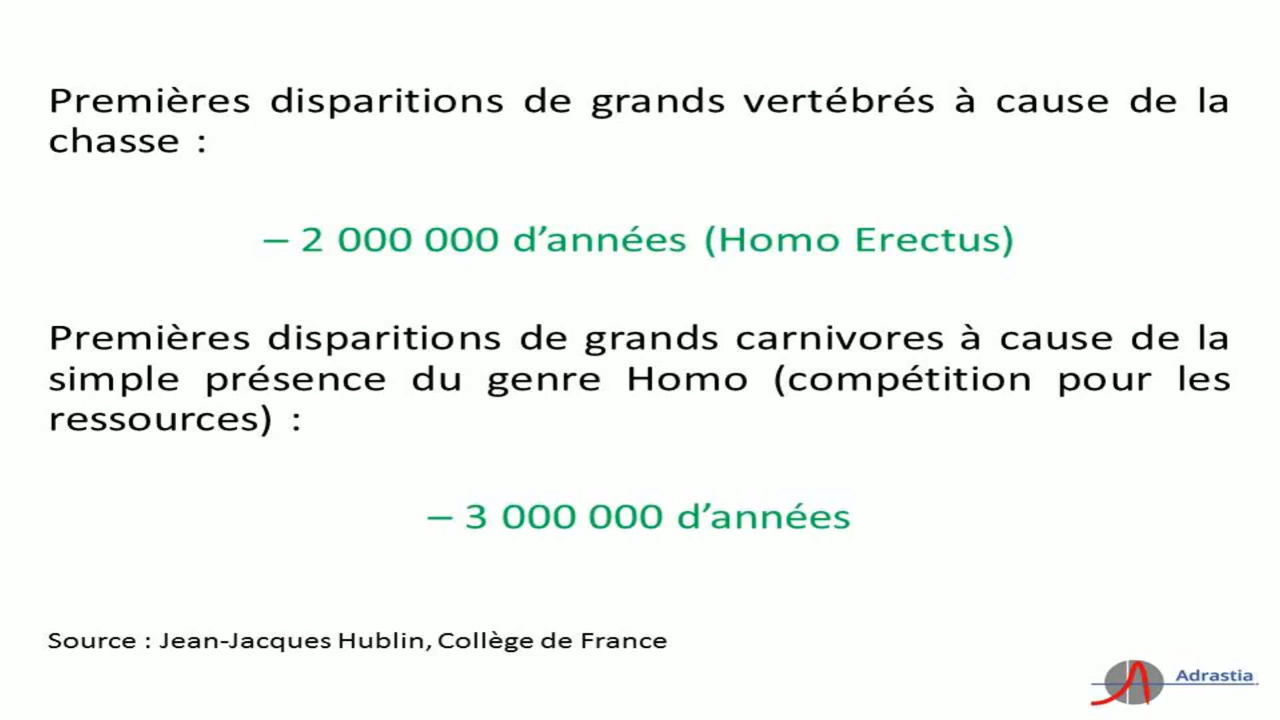 Premières disparitions de grands vertébrés à cause de la
chasse :
– 2 000 000 d’années (Homo Erectus)
Premières disparitions de grands carnivores à cause de la
simple présence du genre Homo (compétition pour les
ressources) :
– 3 000 000 d’années
Source : Jean-Jacques Hublin, Collège de France
Adrastia